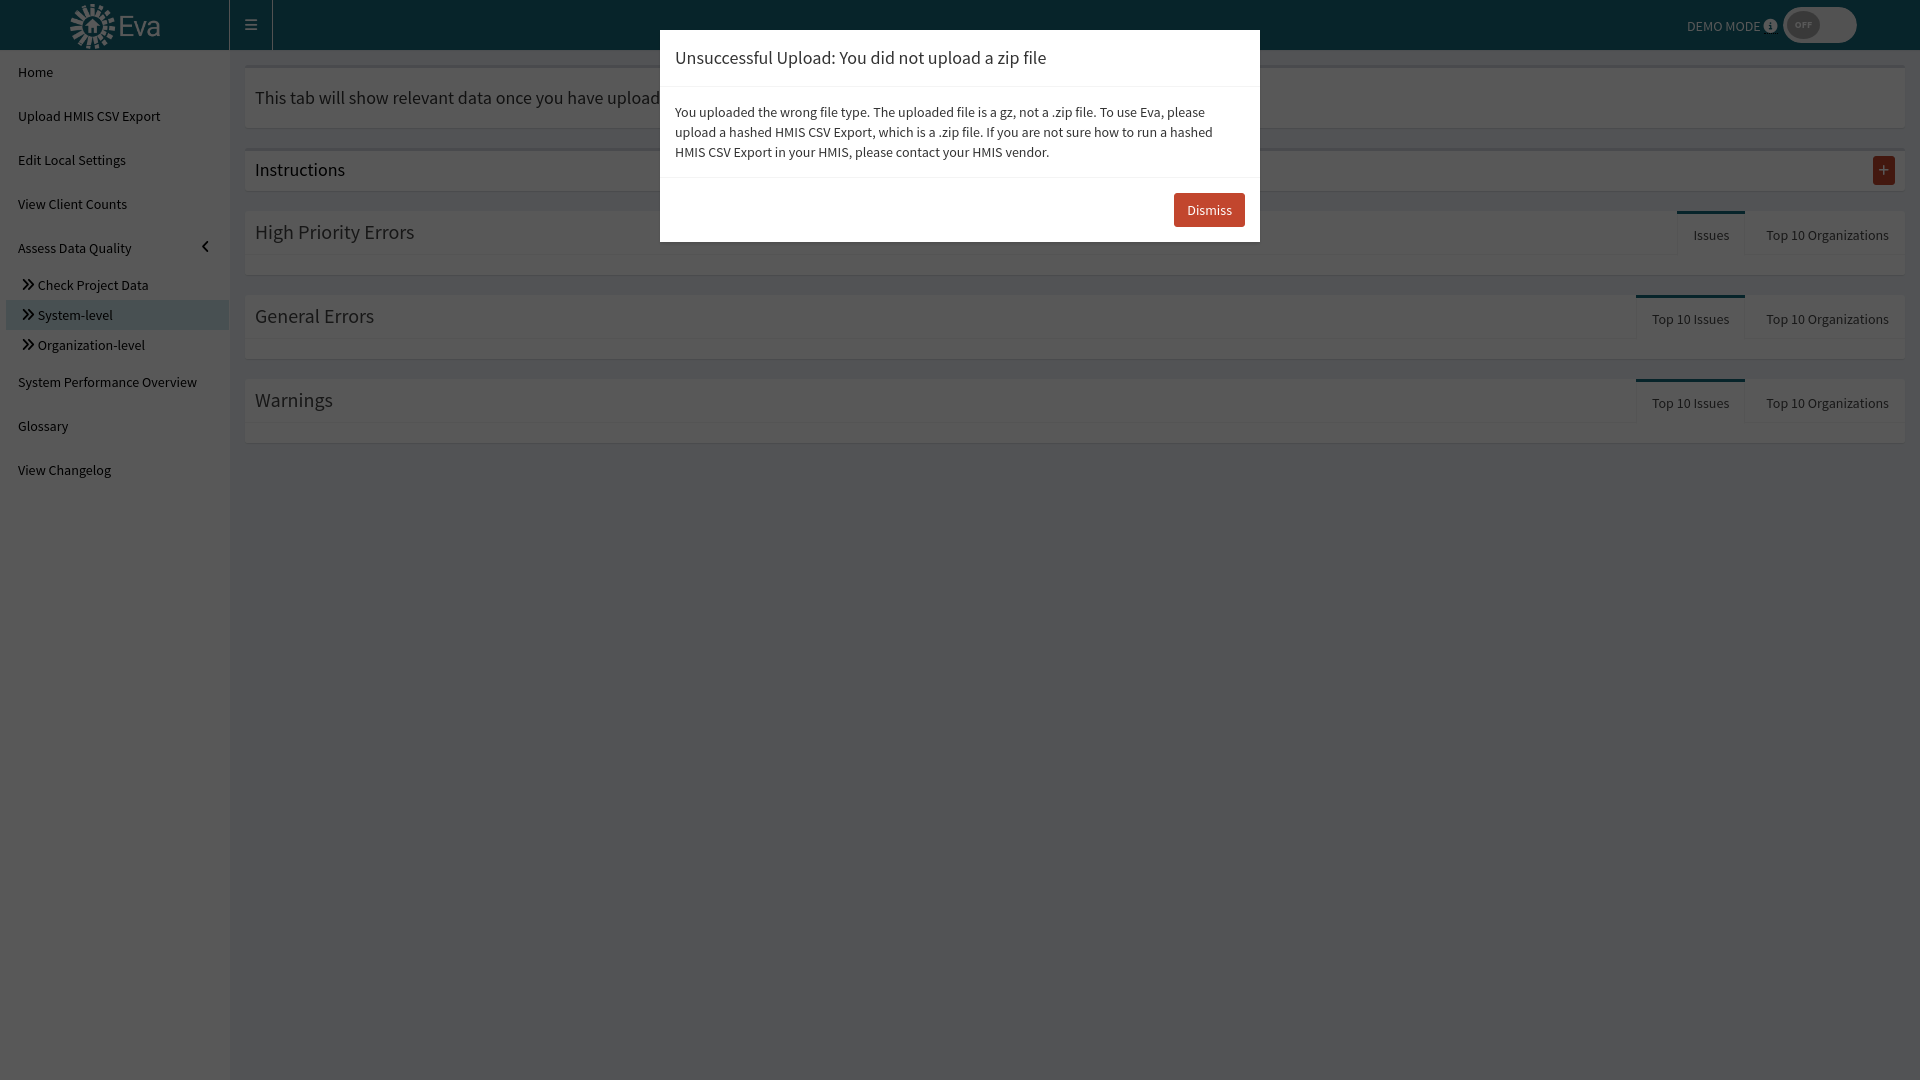 Eva
DEMO MODE
OFF
Unsuccessful Upload: You did not upload a zip file
You uploaded the wrong file type. The uploaded file is a gz, not a .zip file. To use Eva, please
upload a hashed HMIS CSV Export, which is a .zip file. If you are not sure how to run a hashed
HMIS CSV Export in your HMIS, please contact your HMIS vendor.
Dismiss
Home
Upload HMIS CSV Export
Edit Local Settings
View Client Counts
Assess Data Quality
Check Project Data
System-level
Organization-level
System Performance Overview
Glossary
View Changelog
This tab will show relevant data once you have upload
Instructions
+
High Priority Errors
Issues
Top 10 Organizations
General Errors
Top 10 Issues
Top 10 Organizations
Warnings
Top 10 Issues
Top 10 Organizations